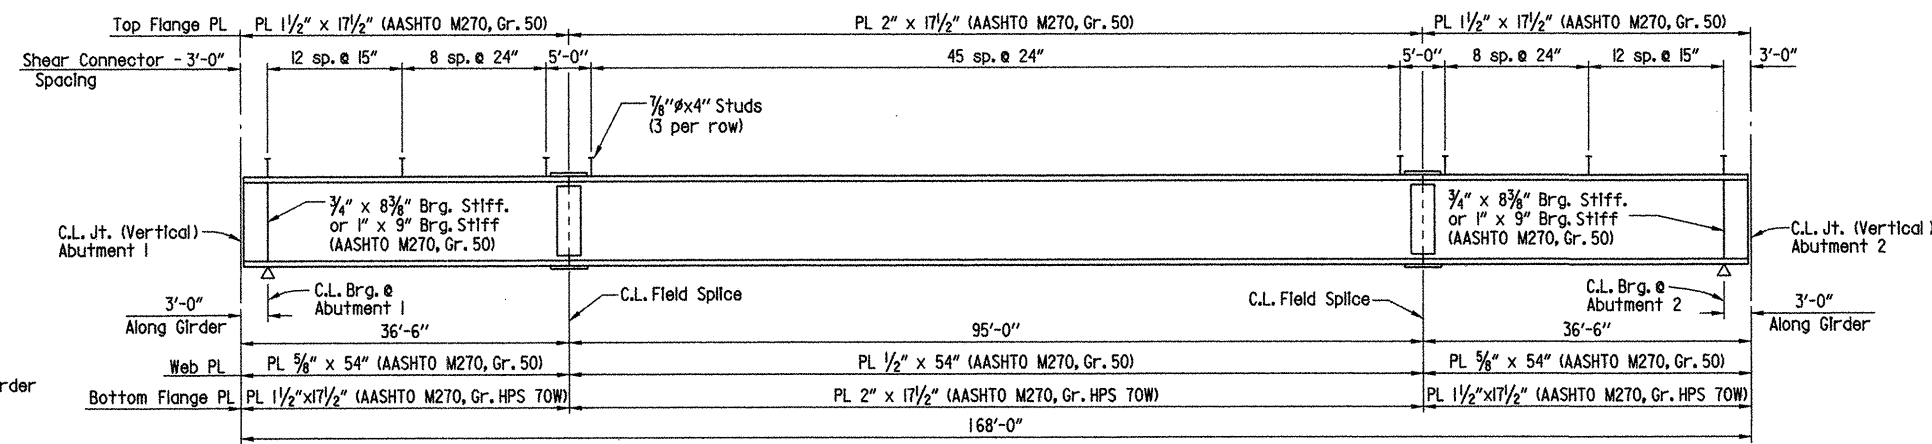 Top Flange PL PL 1½" x 17½" (AASHTO M270, Gr. 50) PL 2" x 17½" (AASHTO M270, Gr. 50) PL 1½" x 17½" (AASHTO M270, Gr. 50)
Shear Connector - 3'-0" 12 sp. @ 15" 8 sp. @ 24" 5'-0" 45 sp. @ 24" 5'-0" 8 sp. @ 24" 12 sp. @ 15" 3'-0"
Spacing
⅞"øx4" Studs
(3 per row)
¾" x 8⅜" Brg. Stiff.
or 1" x 9" Brg. Stiff
(AASHTO M270, Gr. 50)
¾" x 8⅜" Brg. Stiff.
or 1" x 9" Brg. Stiff
(AASHTO M270, Gr. 50)
C.L. Jt. (Vertical)
Abutment 1
C.L. Jt. (Vertical)
Abutment 2
C.L. Brg. @
Abutment 1
C.L. Field Splice
C.L. Field Splice
C.L. Brg. @
Abutment 2
3'-0"
Along Girder
3'-0"
Along Girder
36'-6" 95'-0" 36'-6"
Web PL PL ⅝" x 54" (AASHTO M270, Gr. 50) PL ½" x 54" (AASHTO M270, Gr. 50) PL ⅝" x 54" (AASHTO M270, Gr. 50)
rder
Bottom Flange PL PL 1½"x17½" (AASHTO M270, Gr. HPS 70W) PL 2" x 17½" (AASHTO M270, Gr. HPS 70W) PL 1½"x17½" (AASHTO M270, Gr. HPS 70W)
168'-0"